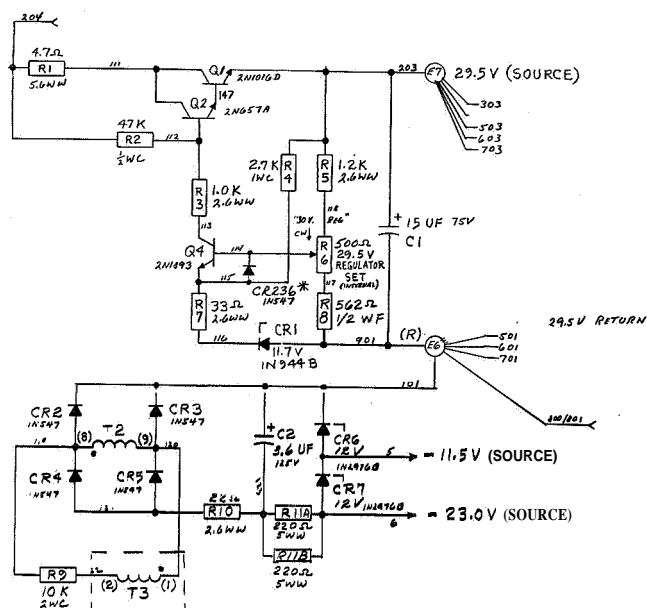 204
4.7Ω
R1
5.6WW
111
Q1
2N1016D
147
Q2
2N657A
203
E7
29.5V (SOURCE)
303
503
603
703
47K
R2
½WC
112
R3
1.0K
2.6WW
113
2.7K
1WC
R4
R5
1.2K
2.6WW
118
"30V. REG"
CW
R6
500Ω
29.5V
REGULATOR
SET
(INTERNAL)
15 UF 75V
C1
Q4
2N1893
114
115
CR236*
1N547
117
R7
33Ω
2.6WW
R8
562Ω
1/2 WF
116
CR1
11.7V
1N944B
901
(R)
E6
501
601
701
29.5V RETURN
101
CR2
1N547
CR3
1N547
T2
(8)
(9)
120
CR4
1N547
CR5
1N547
C2
3.6 UF
125V
CR6
12V
1N2976B
5
- 11.5V (SOURCE)
CR7
12V
1N2976B
6
- 23.0V (SOURCE)
R10
2.6WW
R11A
220Ω
5WW
R11B
220Ω
5WW
R9
10K
2WC
(2)
(1)
T3